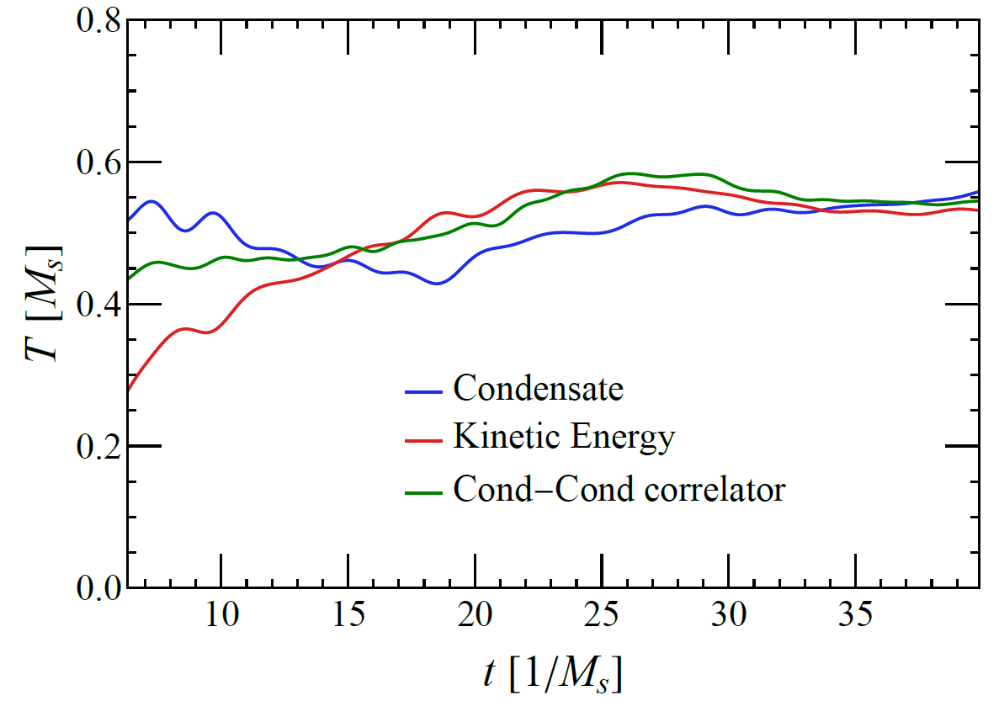 0.8
0.6
0.4
0.2
0.0
T [M_s]
Condensate
Kinetic Energy
Cond−Cond correlator
10 15 20 25 30 35
t [1/M_s]